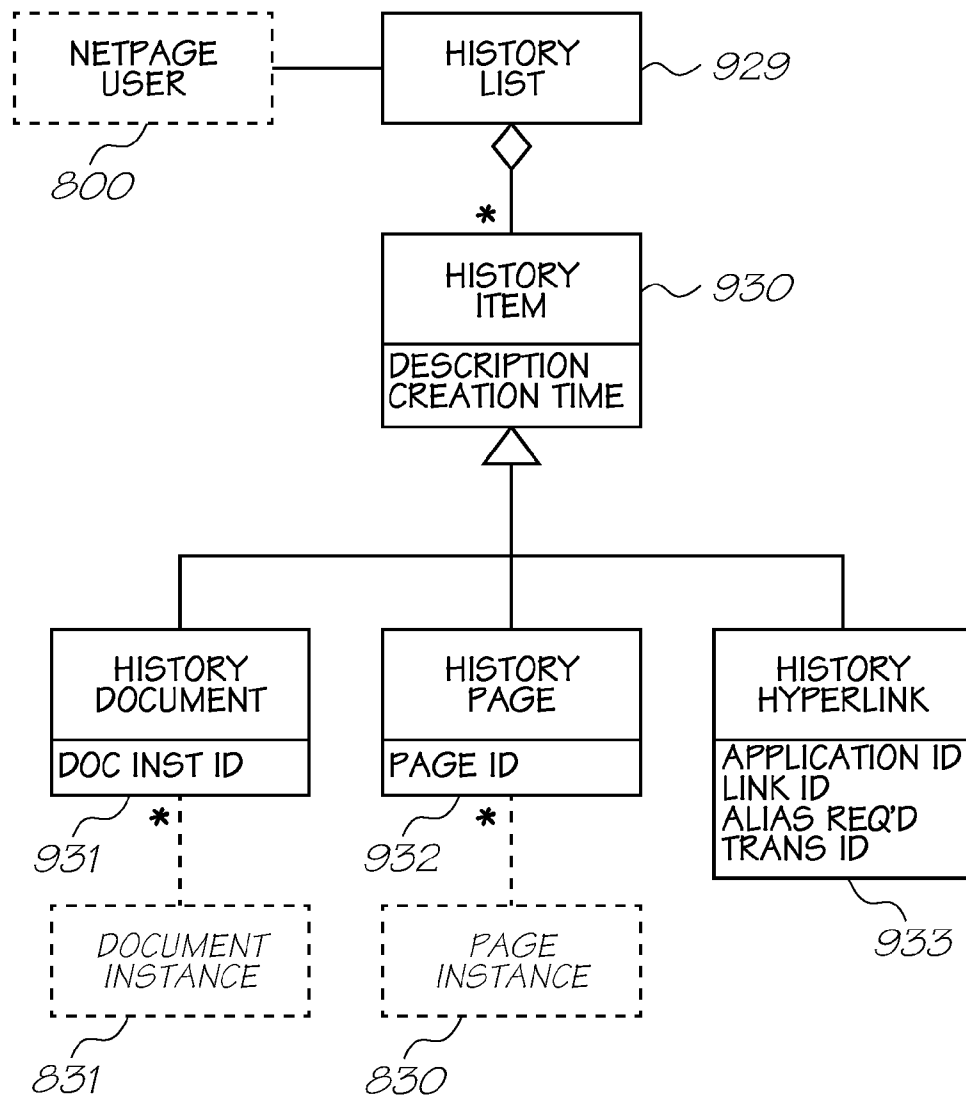 NETPAGE
USER
800
HISTORY
LIST
929
*
HISTORY
ITEM
930
DESCRIPTION
CREATION TIME
HISTORY
DOCUMENT
DOC INST ID
*
931
HISTORY
PAGE
PAGE ID
*
932
HISTORY
HYPERLINK
APPLICATION ID
LINK ID
ALIAS REQ'D
TRANS ID
933
DOCUMENT
INSTANCE
831
PAGE
INSTANCE
830